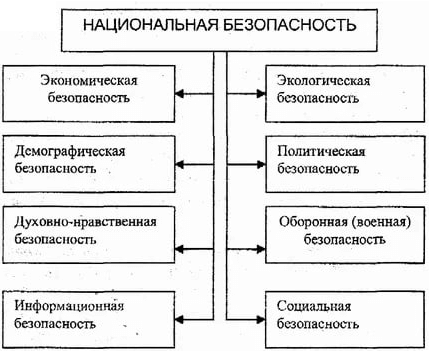 НАЦИОНАЛЬНАЯ БЕЗОПАСНОСТЬ
Экономическая
безопасность
Экологическая
безопасность
Демографическая
безопасность
Политическая
безопасность
Духовно-нравственная
безопасность
Оборонная (военная)
безопасность
Информационная
безопасность
Социальная
безопасность